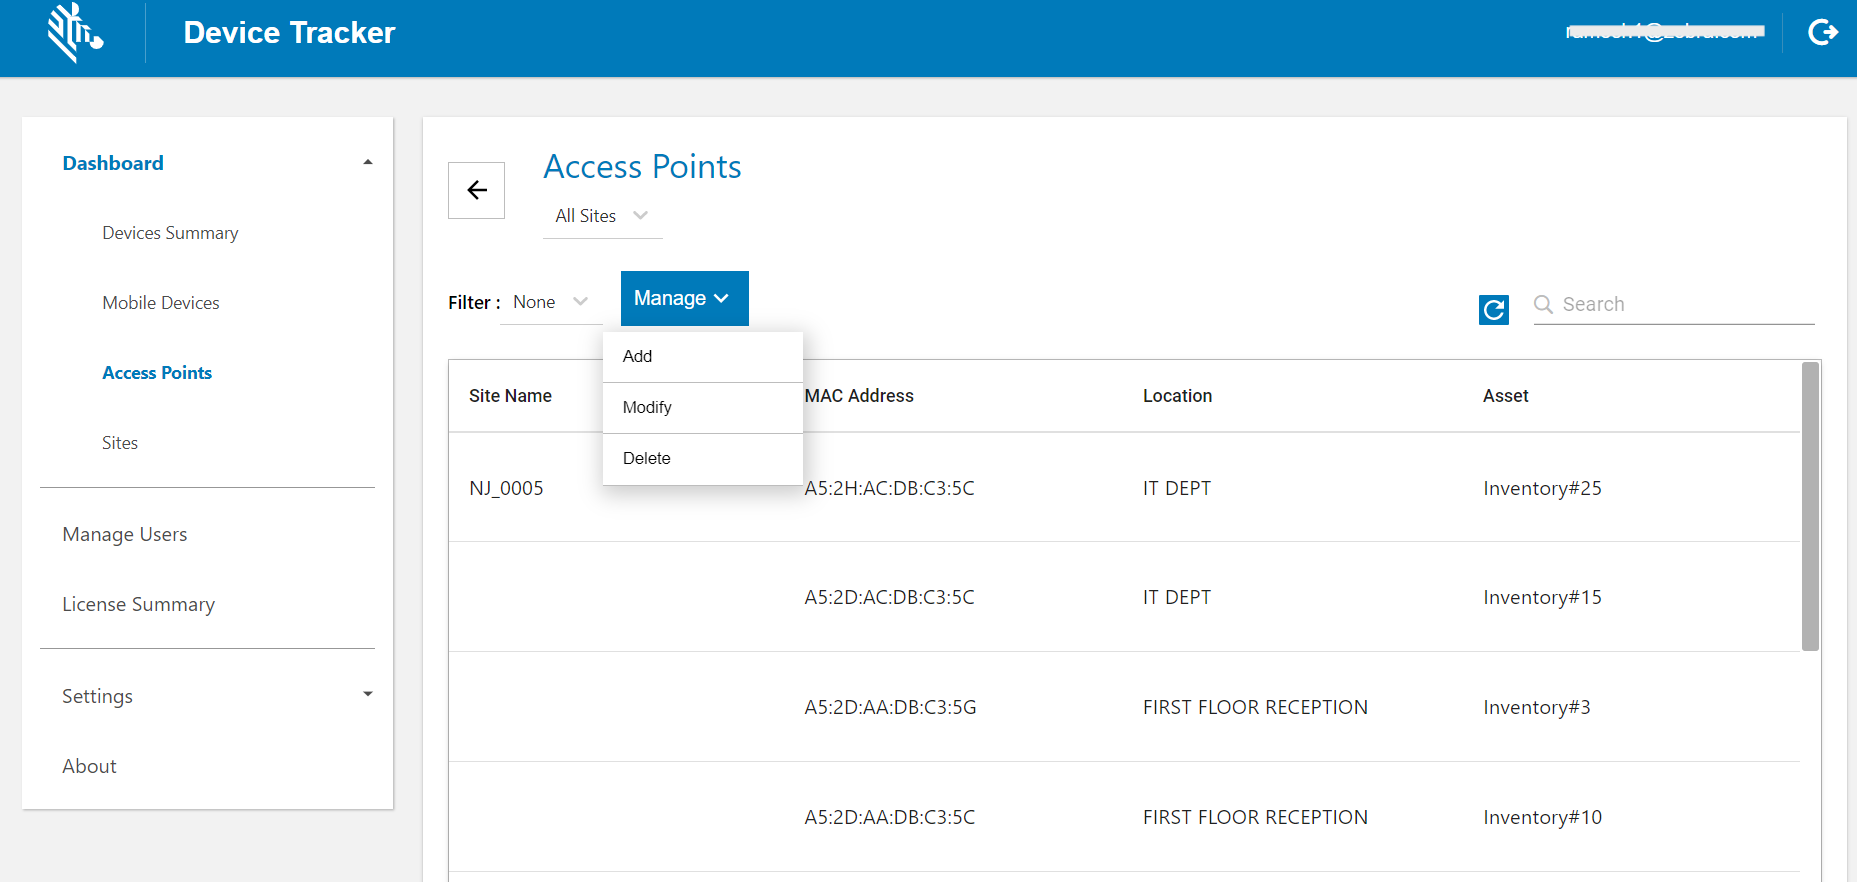 Device Tracker
Dashboard
Devices Summary
Mobile Devices
Access Points
Sites
Manage Users
License Summary
Settings
About
Access Points
All Sites
Filter : None
Manage
Search
Add
Modify
Delete
Site Name MAC Address Location Asset
NJ_0005 A5:2H:AC:DB:C3:5C IT DEPT Inventory#25
A5:2D:AC:DB:C3:5C IT DEPT Inventory#15
A5:2D:AA:DB:C3:5G FIRST FLOOR RECEPTION Inventory#3
A5:2D:AA:DB:C3:5C FIRST FLOOR RECEPTION Inventory#10